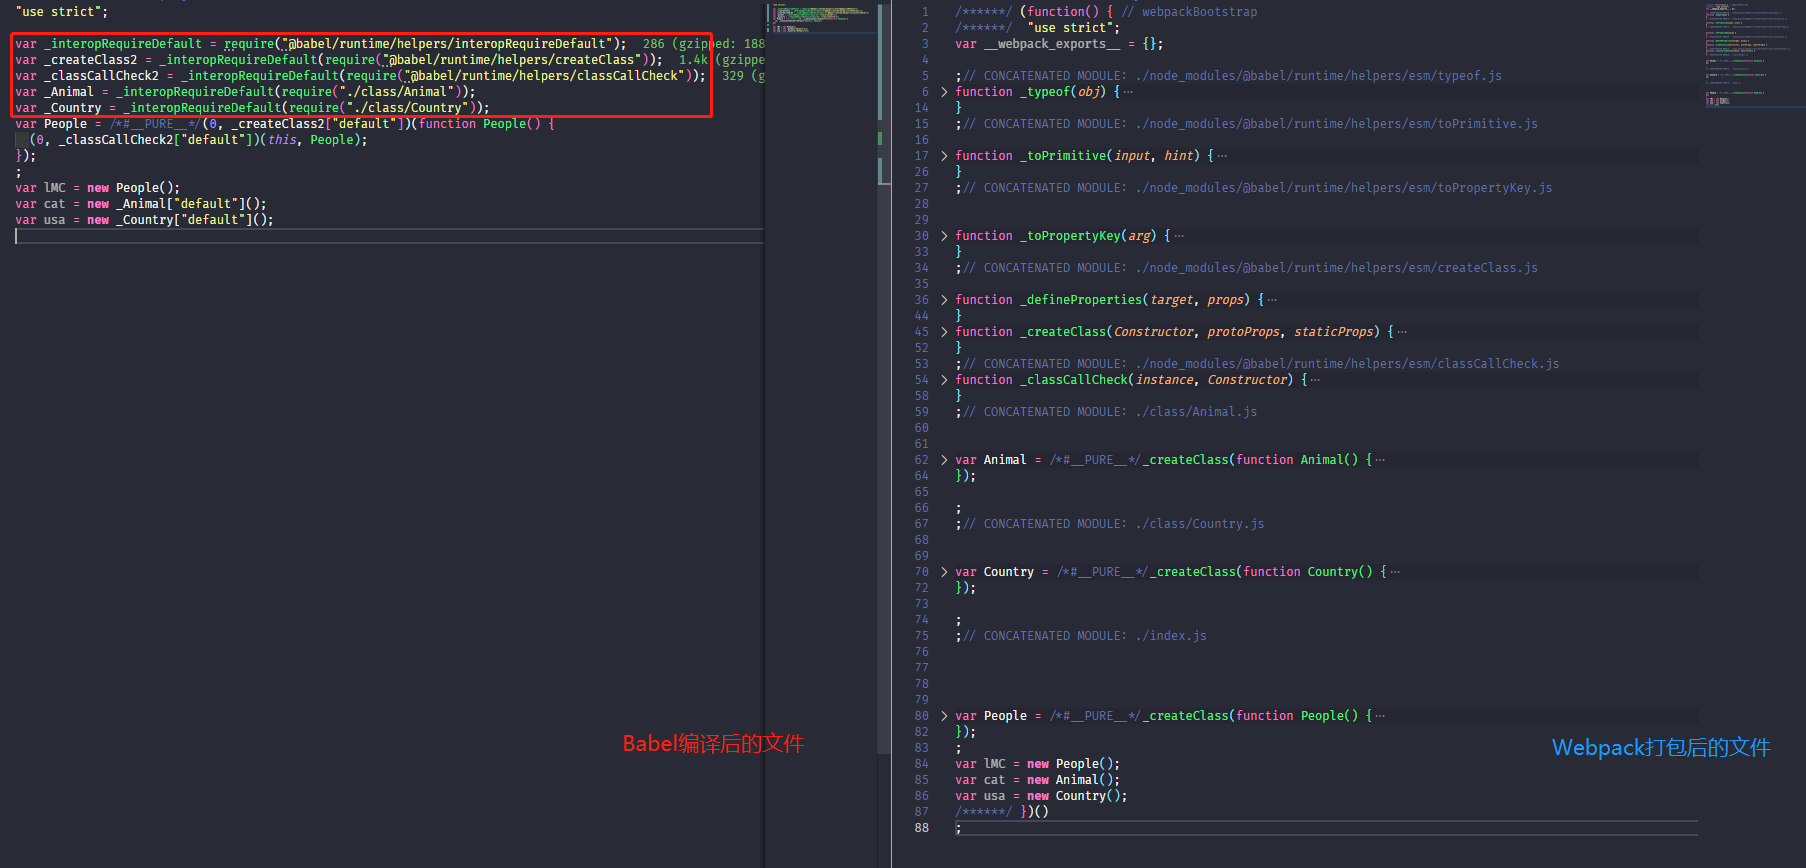 "use strict";
var _interopRequireDefault = require("@babel/runtime/helpers/interopRequireDefault");  286 (gzipped: 188
var _createClass2 = _interopRequireDefault(require("@babel/runtime/helpers/createClass"));  1.4k (gzippe
var _classCallCheck2 = _interopRequireDefault(require("@babel/runtime/helpers/classCallCheck"));  329 (g
var _Animal = _interopRequireDefault(require("./class/Animal"));
var _Country = _interopRequireDefault(require("./class/Country"));
var People = /*#__PURE__*/(0, _createClass2["default"])(function People() {
  (0, _classCallCheck2["default"])(this, People);
});
;
var lMC = new People();
var cat = new _Animal["default"]();
var usa = new _Country["default"]();
Babel编译后的文件
1 /******/ (function() { // webpackBootstrap
2 /******/  "use strict";
3 var __webpack_exports__ = {};
4
5 ;// CONCATENATED MODULE: ./node_modules/@babel/runtime/helpers/esm/typeof.js
6 function _typeof(obj) {···
14 }
15 ;// CONCATENATED MODULE: ./node_modules/@babel/runtime/helpers/esm/toPrimitive.js
16
17 function _toPrimitive(input, hint) {···
26 }
27 ;// CONCATENATED MODULE: ./node_modules/@babel/runtime/helpers/esm/toPropertyKey.js
28
29
30 function _toPropertyKey(arg) {···
33 }
34 ;// CONCATENATED MODULE: ./node_modules/@babel/runtime/helpers/esm/createClass.js
35
36 function _defineProperties(target, props) {···
44 }
45 function _createClass(Constructor, protoProps, staticProps) {···
52 }
53 ;// CONCATENATED MODULE: ./node_modules/@babel/runtime/helpers/esm/classCallCheck.js
54 function _classCallCheck(instance, Constructor) {···
58 }
59 ;// CONCATENATED MODULE: ./class/Animal.js
60
61
62 var Animal = /*#__PURE__*/_createClass(function Animal() {···
64 });
65
66 ;
67 ;// CONCATENATED MODULE: ./class/Country.js
68
69
70 var Country = /*#__PURE__*/_createClass(function Country() {···
72 });
73
74 ;
75 ;// CONCATENATED MODULE: ./index.js
76
77
78
79
80 var People = /*#__PURE__*/_createClass(function People() {···
82 });
83 ;
84 var lMC = new People();
85 var cat = new Animal();
86 var usa = new Country();
87 /******/ })()
88 ;
Webpack打包后的文件